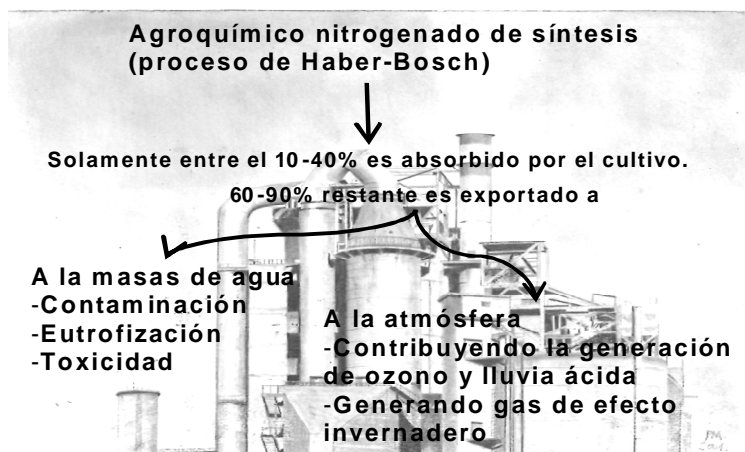 Agroquímico nitrogenado de síntesis
(proceso de Haber-Bosch)
Solamente entre el 10-40% es absorbido por el cultivo.
60-90% restante es exportado a
A la masas de agua
-Contaminación
-Eutrofización
-Toxicidad
A la atmósfera
-Contribuyendo la generación
de ozono y lluvia ácida
-Generando gas de efecto
invernadero